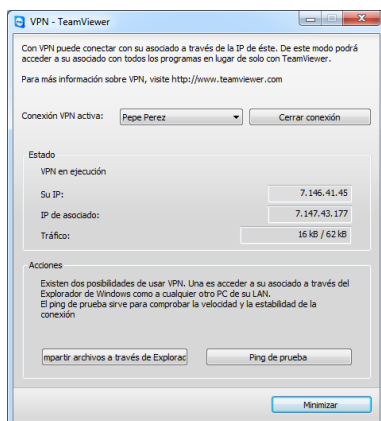 VPN - TeamViewer
Con VPN puede conectar con su asociado a través de la IP de éste. De este modo podrá
acceder a su asociado con todos los programas en lugar de solo con TeamViewer.
Para más información sobre VPN, visite http://www.teamviewer.com
Conexión VPN activa: Pepe Perez Cerrar conexión
Estado
VPN en ejecución
Su IP: 7.146.41.45
IP de asociado: 7.147.43.177
Tráfico: 16 kB / 62 kB
Acciones
Existen dos posibilidades de usar VPN. Una es acceder a su asociado a través del
Explorador de Windows como a cualquier otro PC de su LAN.
El ping de prueba sirve para comprobar la velocidad y la estabilidad de la
conexión
mpartir archivos a través de Explorac Ping de prueba
Minimizar